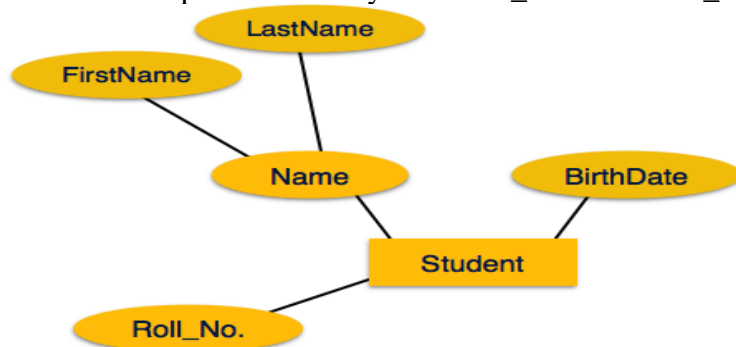 LastName
FirstName
Name
BirthDate
Student
Roll_No.